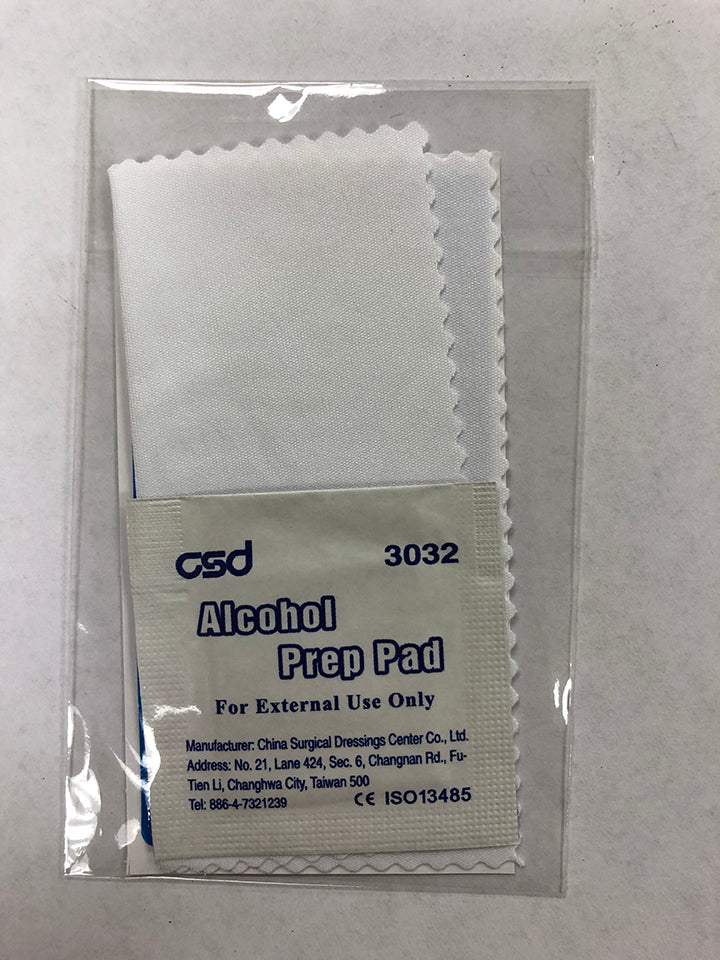 csd 3032
Alcohol
Prep Pad
For External Use Only
Manufacturer: China Surgical Dressings Center Co., Ltd.
Address: No. 21, Lane 424, Sec. 6, Changnan Rd., Fu-
Tien Li, Changhwa City, Taiwan 500
Tel: 886-4-7321239 CE ISO13485